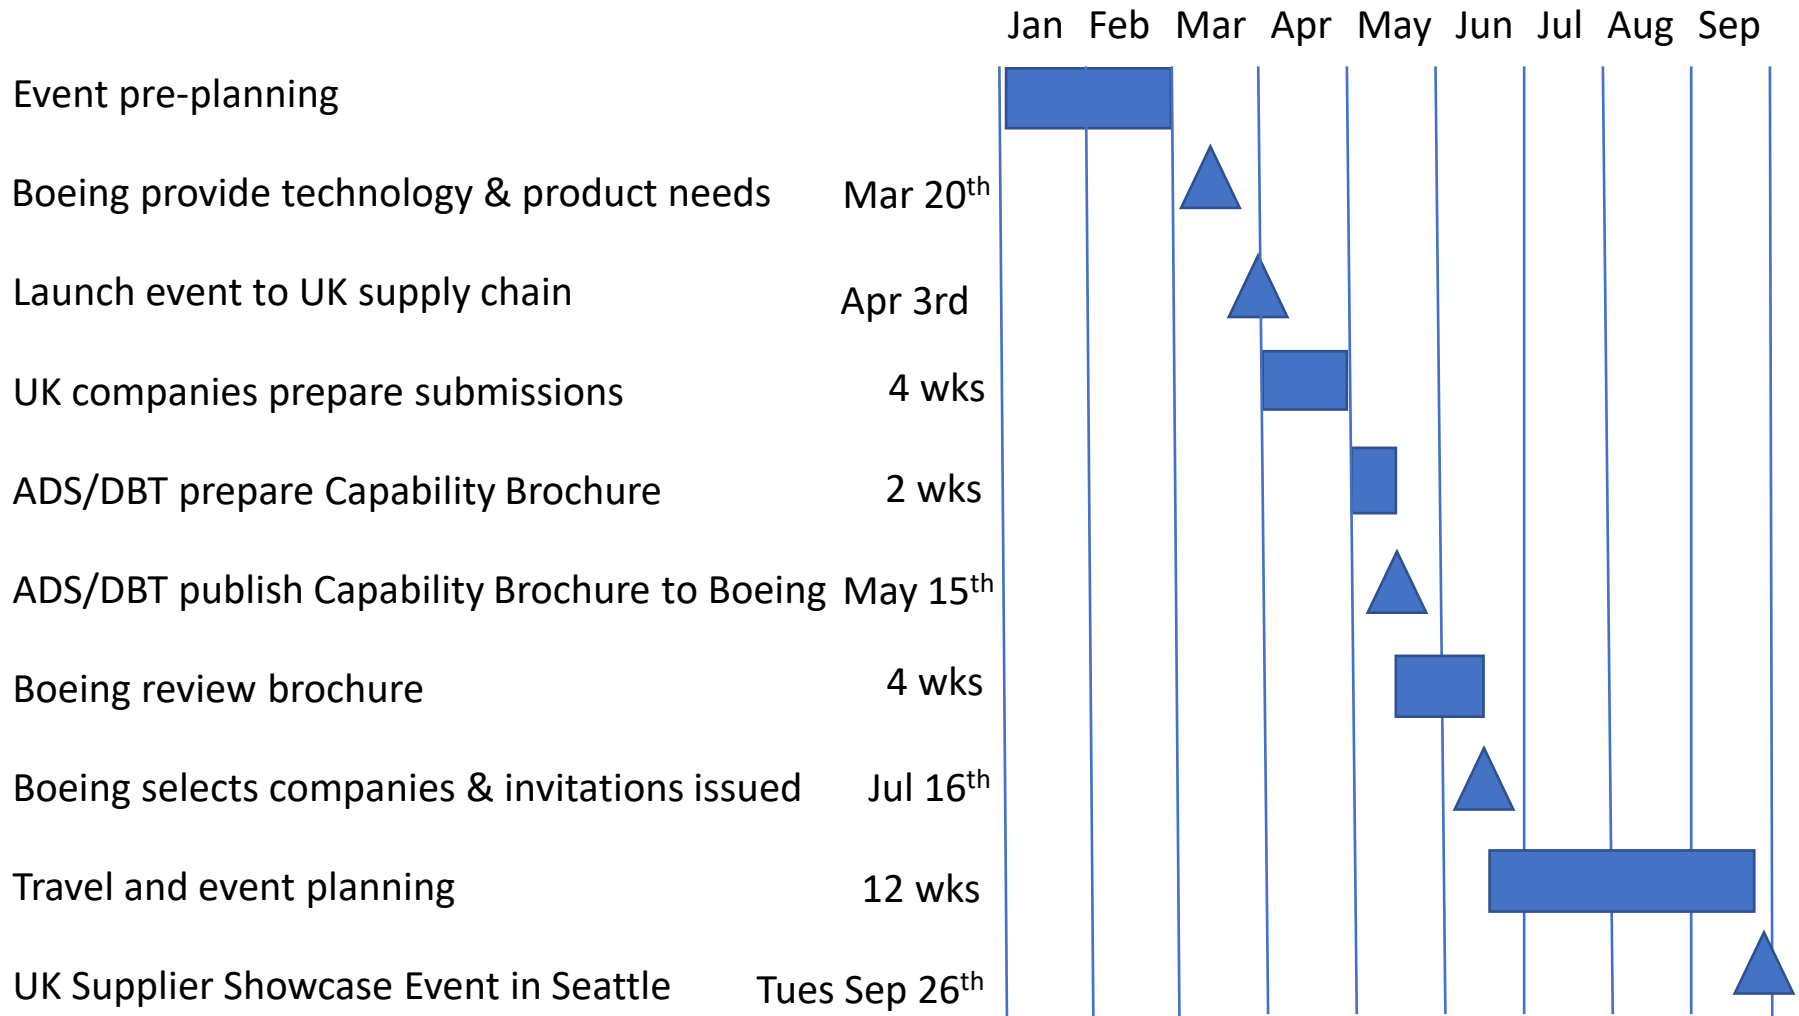 Jan Feb Mar Apr May Jun Jul Aug Sep
Event pre-planning
Boeing provide technology & product needs Mar 20th
Launch event to UK supply chain Apr 3rd
UK companies prepare submissions 4 wks
ADS/DBT prepare Capability Brochure 2 wks
ADS/DBT publish Capability Brochure to Boeing May 15th
Boeing review brochure 4 wks
Boeing selects companies & invitations issued Jul 16th
Travel and event planning 12 wks
UK Supplier Showcase Event in Seattle Tues Sep 26th